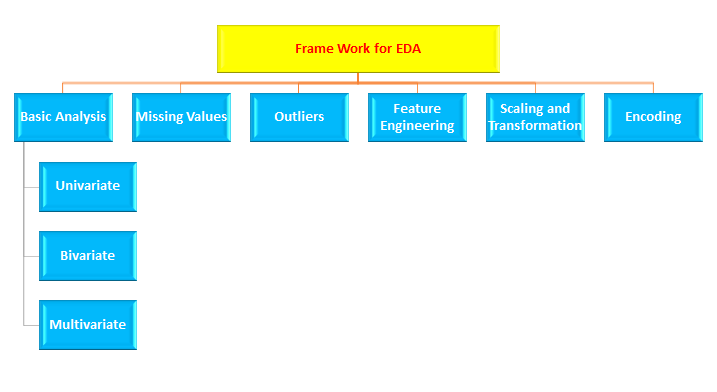 Frame Work for EDA
Basic Analysis
Missing Values
Outliers
Feature
Engineering
Scaling and
Transformation
Encoding
Univariate
Bivariate
Multivariate